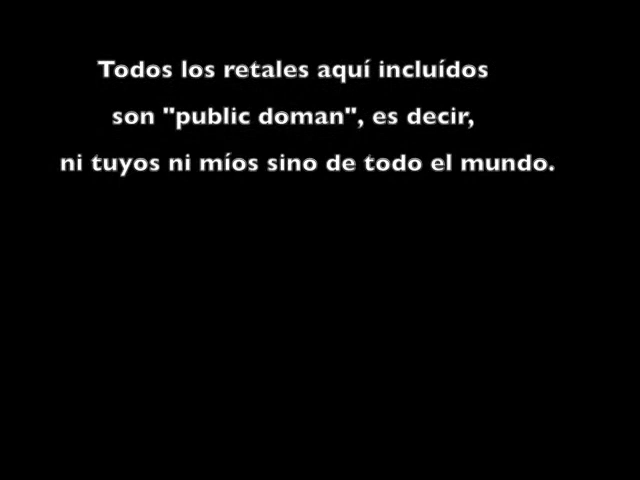 Todos los retales aquí incluídos
son "public doman", es decir,
ni tuyos ni míos sino de todo el mundo.